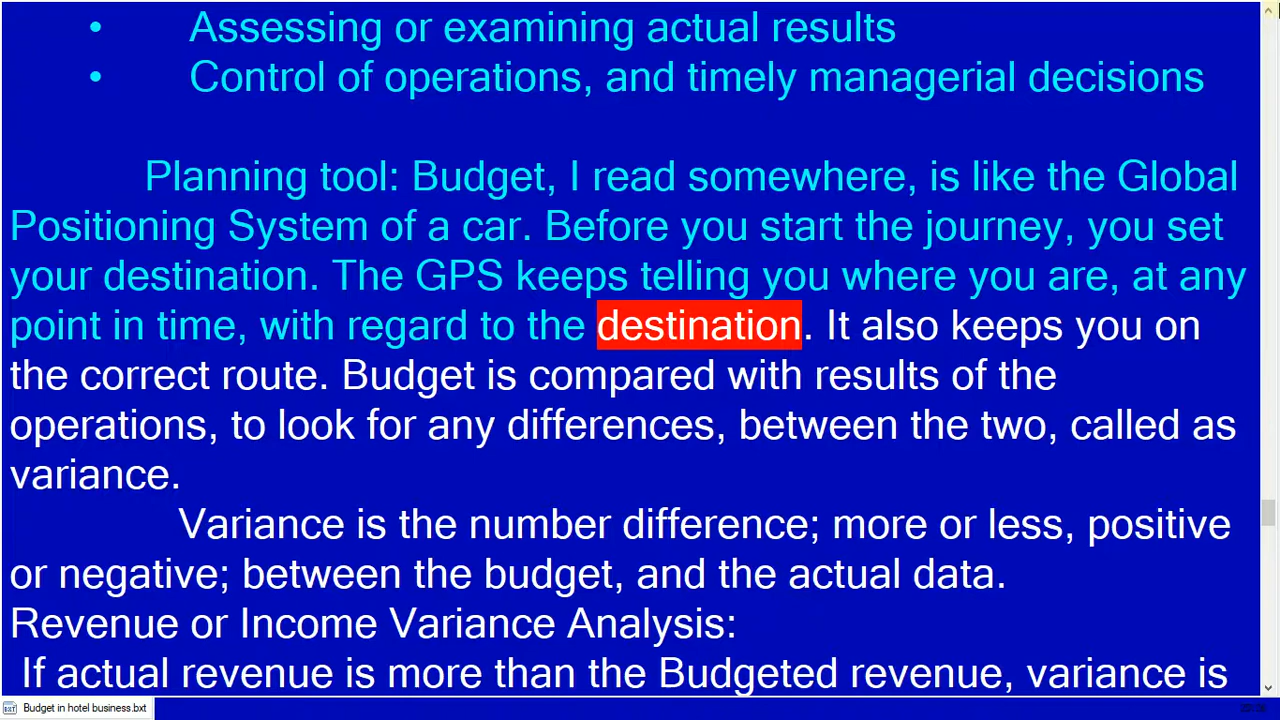 • Assessing or examining actual results
• Control of operations, and timely managerial decisions
Planning tool: Budget, I read somewhere, is like the Global
Positioning System of a car. Before you start the journey, you set
your destination. The GPS keeps telling you where you are, at any
point in time, with regard to the destination. It also keeps you on
the correct route. Budget is compared with results of the
operations, to look for any differences, between the two, called as
variance.
Variance is the number difference; more or less, positive
or negative; between the budget, and the actual data.
Revenue or Income Variance Analysis:
If actual revenue is more than the Budgeted revenue, variance is
Budget in hotel business.bxt